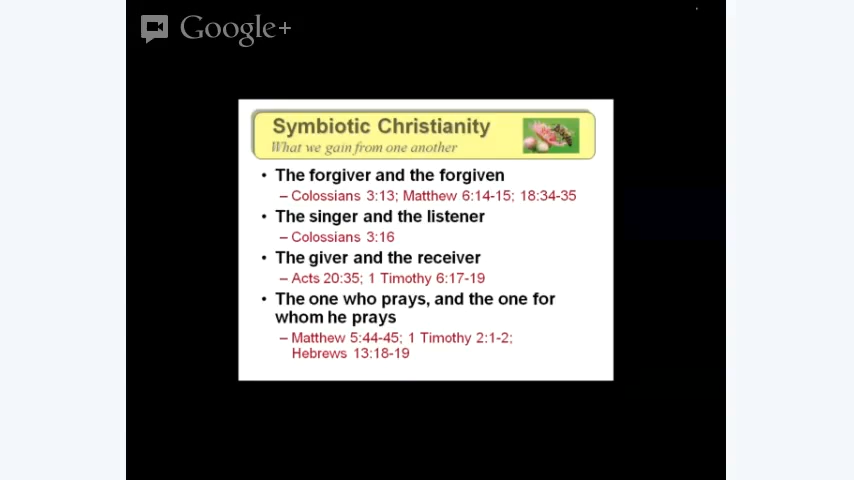 Google+
Symbiotic Christianity
What we gain from one another
• The forgiver and the forgiven
– Colossians 3:13; Matthew 6:14-15; 18:34-35
• The singer and the listener
– Colossians 3:16
• The giver and the receiver
– Acts 20:35; 1 Timothy 6:17-19
• The one who prays, and the one for
whom he prays
– Matthew 5:44-45; 1 Timothy 2:1-2;
Hebrews 13:18-19